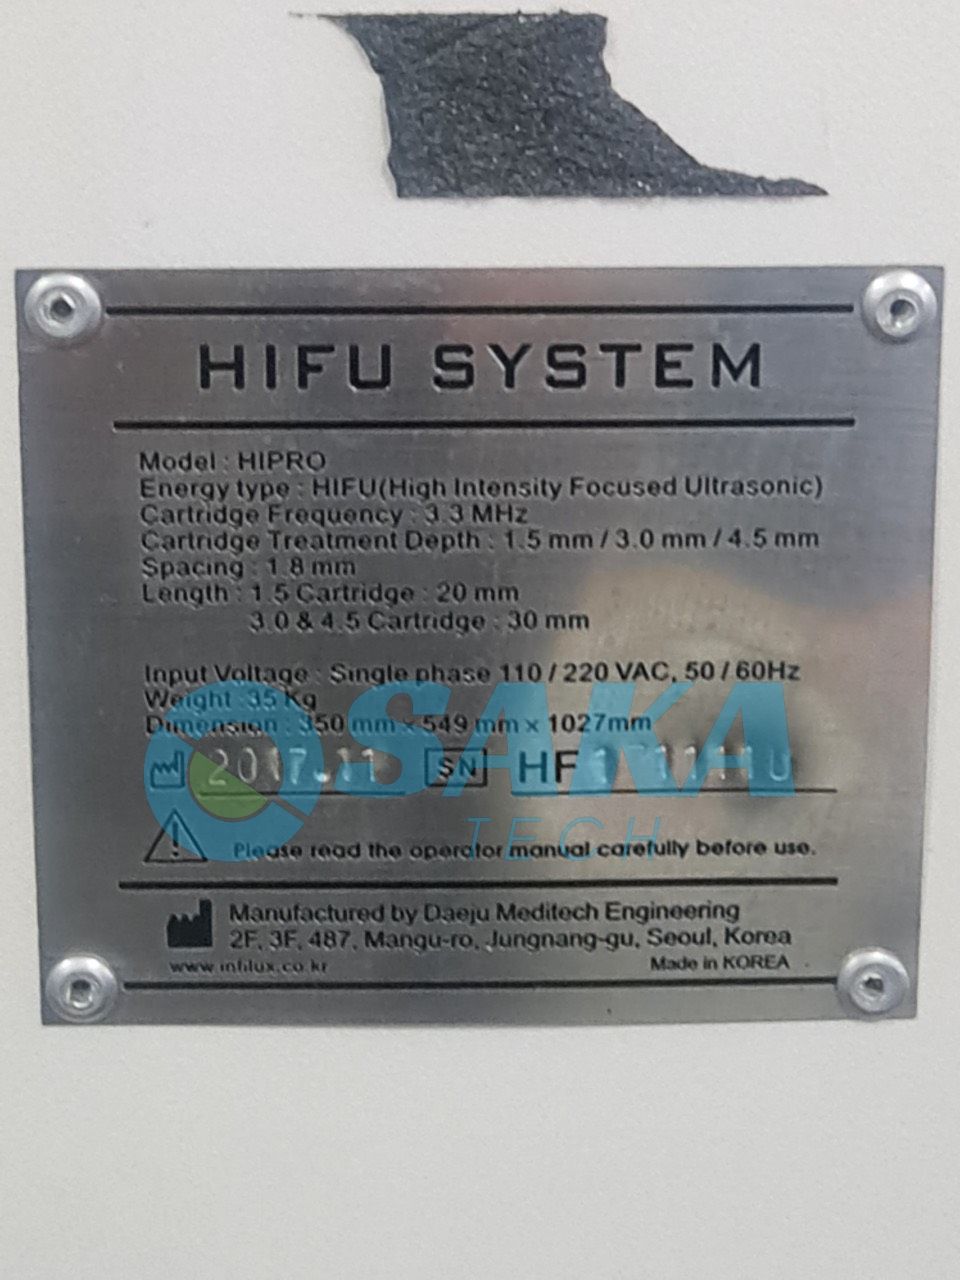 HIFU SYSTEM
Model : HIPRO
Energy type : HIFU(High Intensity Focused Ultrasonic)
Cartridge Frequency : 3.3 MHz
Cartridge Treatment Depth : 1.5 mm / 3.0 mm / 4.5 mm
Spacing : 1.8 mm
Length : 1.5 Cartridge : 20 mm
3.0 & 4.5 Cartridge : 30 mm
Input Voltage : Single phase 110 / 220 VAC, 50 / 60Hz
Weight : 35 Kg
Dimension : 350 mm x 549 mm x 1027mm
2017.11 SN
SAKA
TECH
Please read the operator manual carefully before use.
Manufactured by Daeju Meditech Engineering
2F, 3F, 487, Mangu-ro, Jungnang-gu, Seoul, Korea
www.infilux.co.kr Made in KOREA